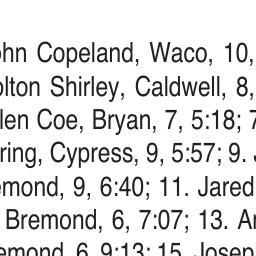 ohn Copeland, Waco, 10,
olton Shirley, Caldwell, 8,
len Coe, Bryan, 7, 5:18; 7
ring, Cypress, 9, 5:57; 9. J
emond, 9, 6:40; 11. Jared
Bremond, 6, 7:07; 13. A
emond, 6, 9:13; 15. Josep